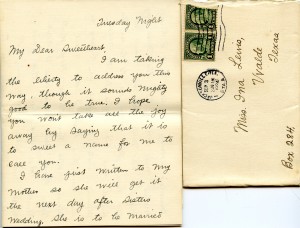 Tuesday Night
My Dear Sweetheart,
I am taking
the liberty to address you this
way though it sounds mighty
good to be true. I hope
you won't take all the joy
away by saying that it is
to sweet a name for me to
call you.
I have just written to my
Mother so she will get it
the next day after Sisters
Wedding. She is to be Married
Miss Ina Lewis,
Uvalde
Texas
Box 284